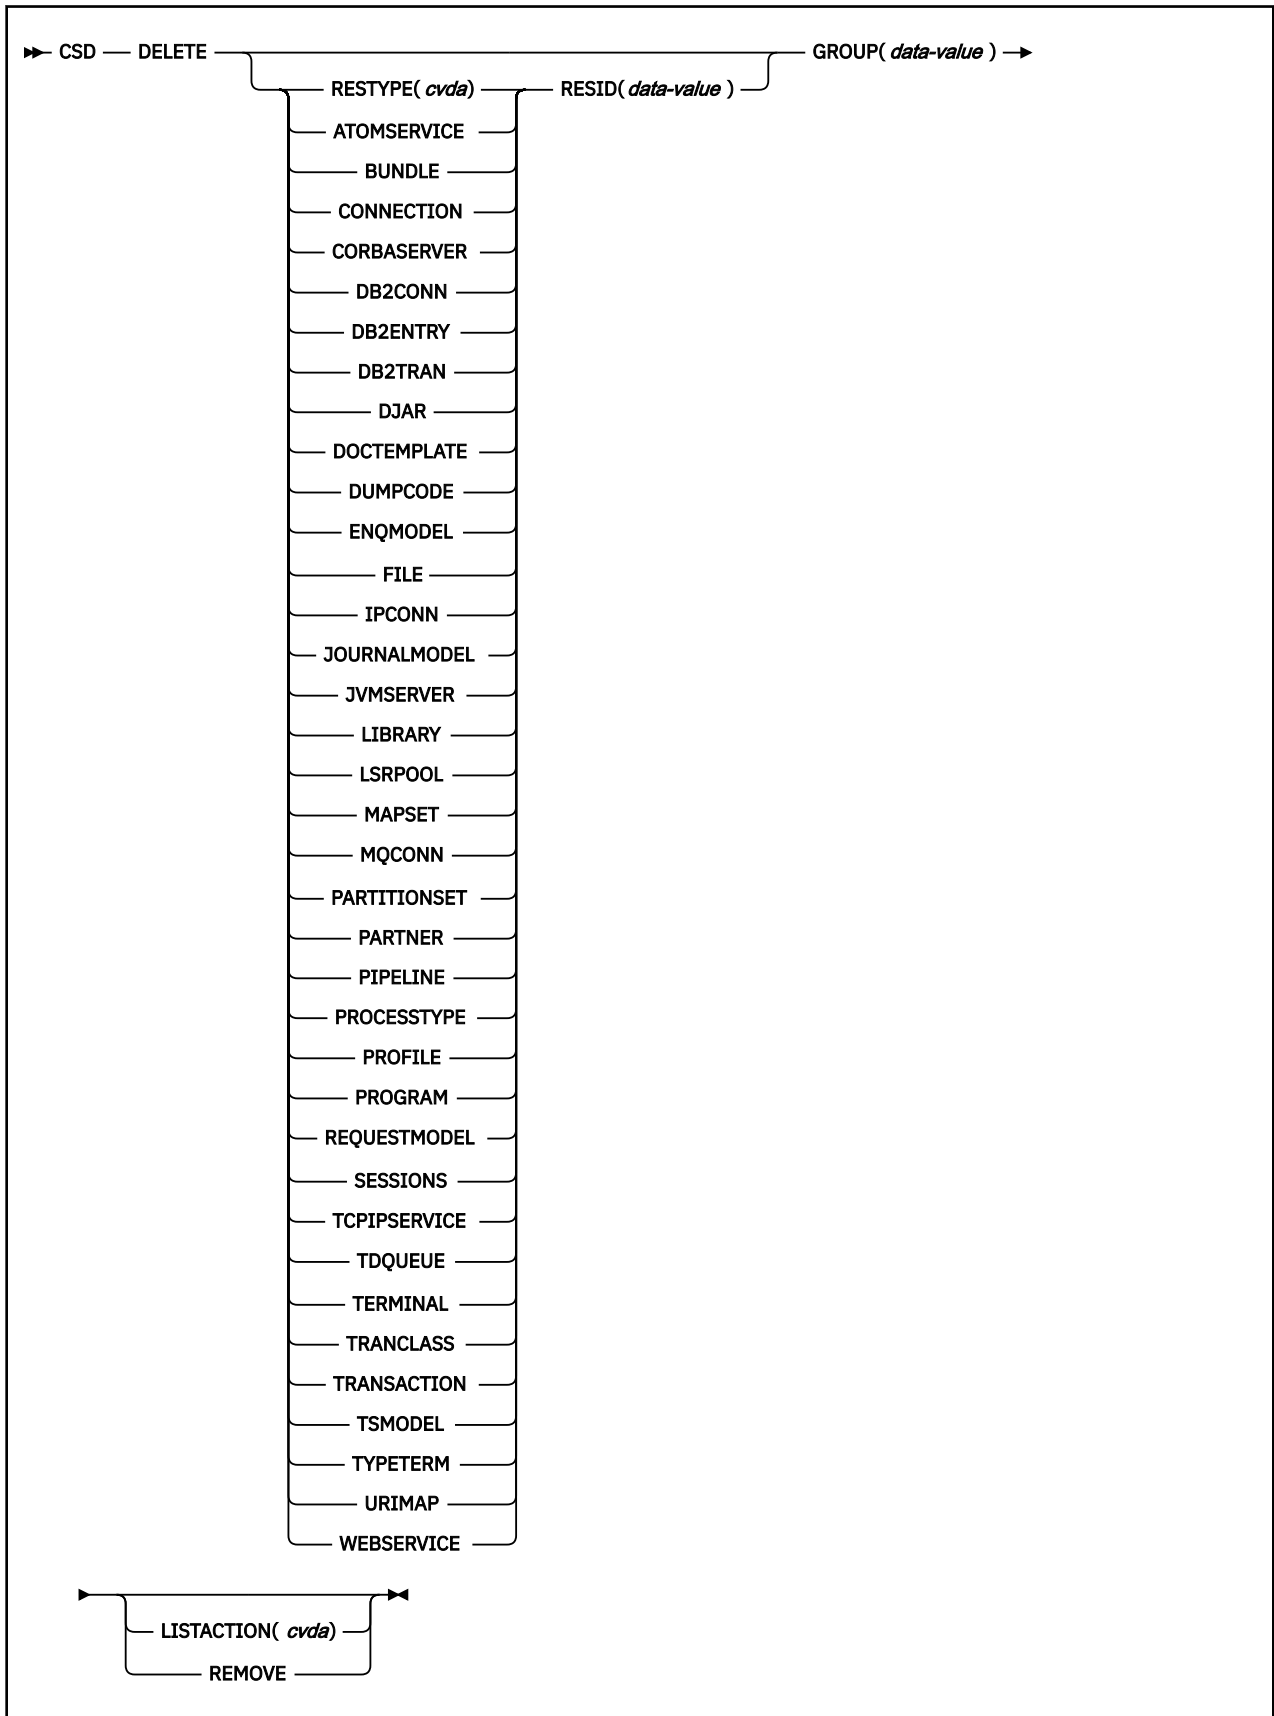 CSD DELETE GROUP( data-value )
RESTYPE( cvda) RESID( data-value )
ATOMSERVICE
BUNDLE
CONNECTION
CORBASERVER
DB2CONN
DB2ENTRY
DB2TRAN
DJAR
DOCTEMPLATE
DUMPCODE
ENQMODEL
FILE
IPCONN
JOURNALMODEL
JVMSERVER
LIBRARY
LSRPOOL
MAPSET
MQCONN
PARTITIONSET
PARTNER
PIPELINE
PROCESSTYPE
PROFILE
PROGRAM
REQUESTMODEL
SESSIONS
TCPIPSERVICE
TDQUEUE
TERMINAL
TRANCLASS
TRANSACTION
TSMODEL
TYPETERM
URIMAP
WEBSERVICE
LISTACTION( cvda)
REMOVE